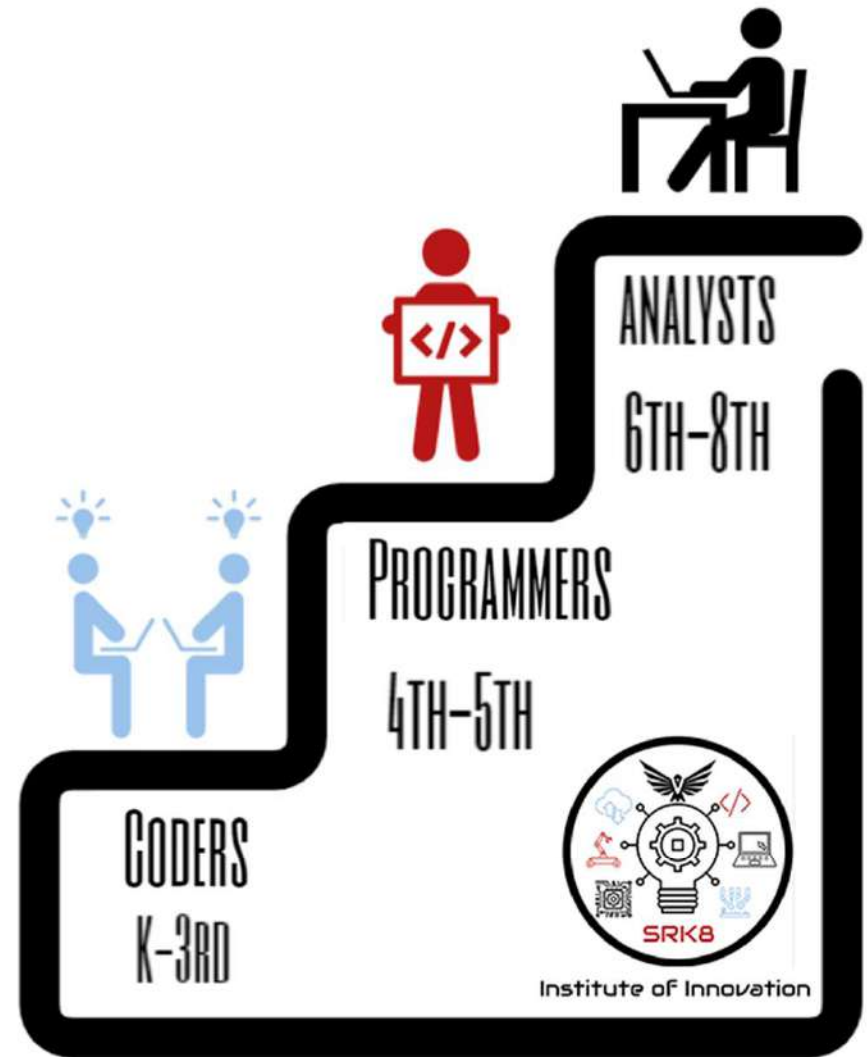 ANALYSTS
6TH-8TH
</>
PROGRAMMERS
4TH-5TH
CODERS
K-3RD
</>
SRK8
Institute of Innovation